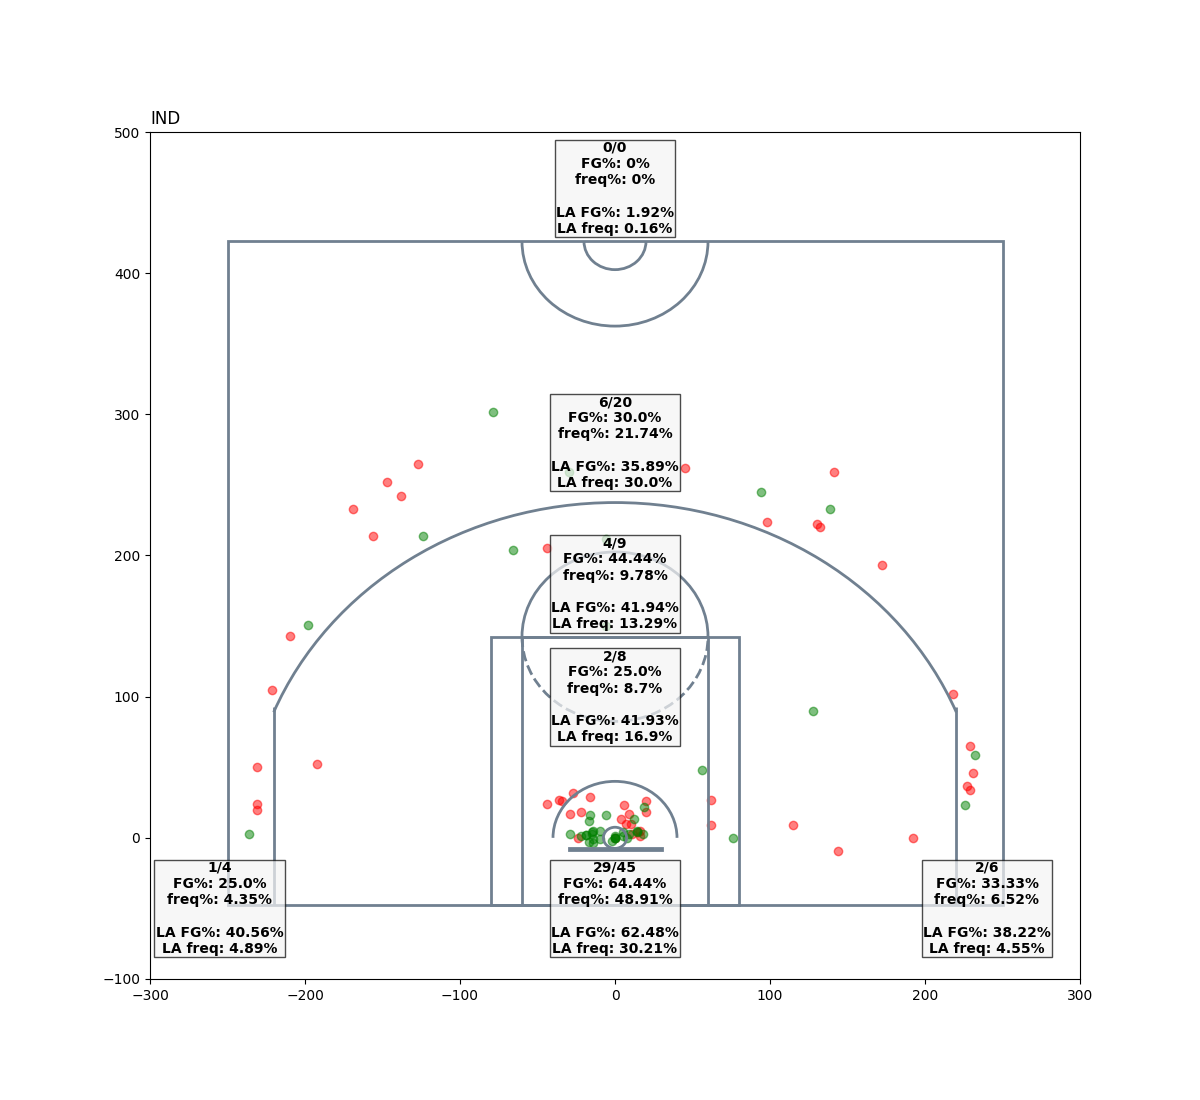 IND
500
0/0
FG%: 0%
freq%: 0%
LA FG%: 1.92%
LA freq: 0.16%
400
300
6/20
FG%: 30.0%
freq%: 21.74%
LA FG%: 35.89%
LA freq: 30.0%
200
4/9
FG%: 44.44%
freq%: 9.78%
LA FG%: 41.94%
LA freq: 13.29%
2/8
FG%: 25.0%
freq%: 8.7%
LA FG%: 41.93%
LA freq: 16.9%
100
0
1/4
FG%: 25.0%
freq%: 4.35%
LA FG%: 40.56%
LA freq: 4.89%
29/45
FG%: 64.44%
freq%: 48.91%
LA FG%: 62.48%
LA freq: 30.21%
2/6
FG%: 33.33%
freq%: 6.52%
LA FG%: 38.22%
LA freq: 4.55%
−100
−300 −200 −100 0 100 200 300